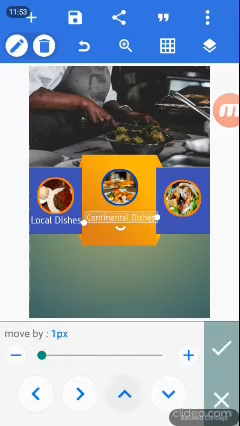 11:53
Local Dishes
Continental Dishes
move by : 1px
clideo.com